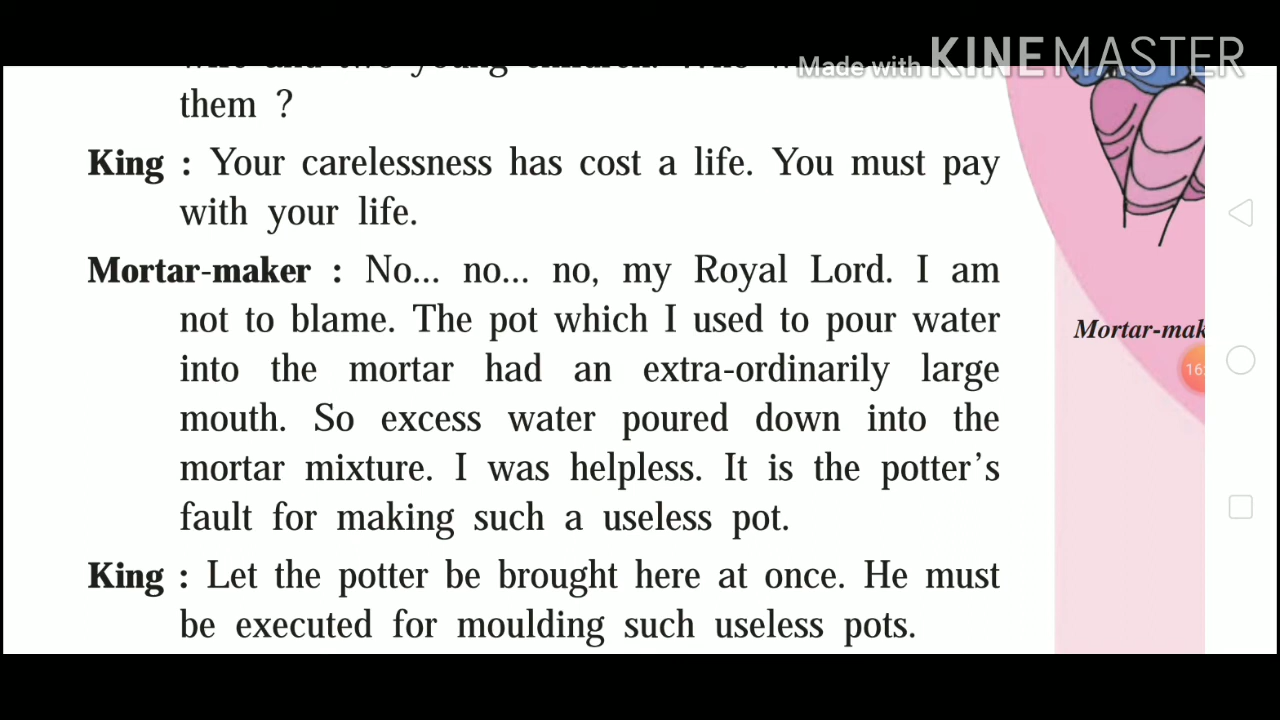 Made with KINEMASTER
them ?
King : Your carelessness has cost a life. You must pay
with your life.
Mortar-maker : No... no... no, my Royal Lord. I am
not to blame. The pot which I used to pour water
into the mortar had an extra-ordinarily large
mouth. So excess water poured down into the
mortar mixture. I was helpless. It is the potter's
fault for making such a useless pot.
King : Let the potter be brought here at once. He must
be executed for moulding such useless pots.
Mortar-mak
16: